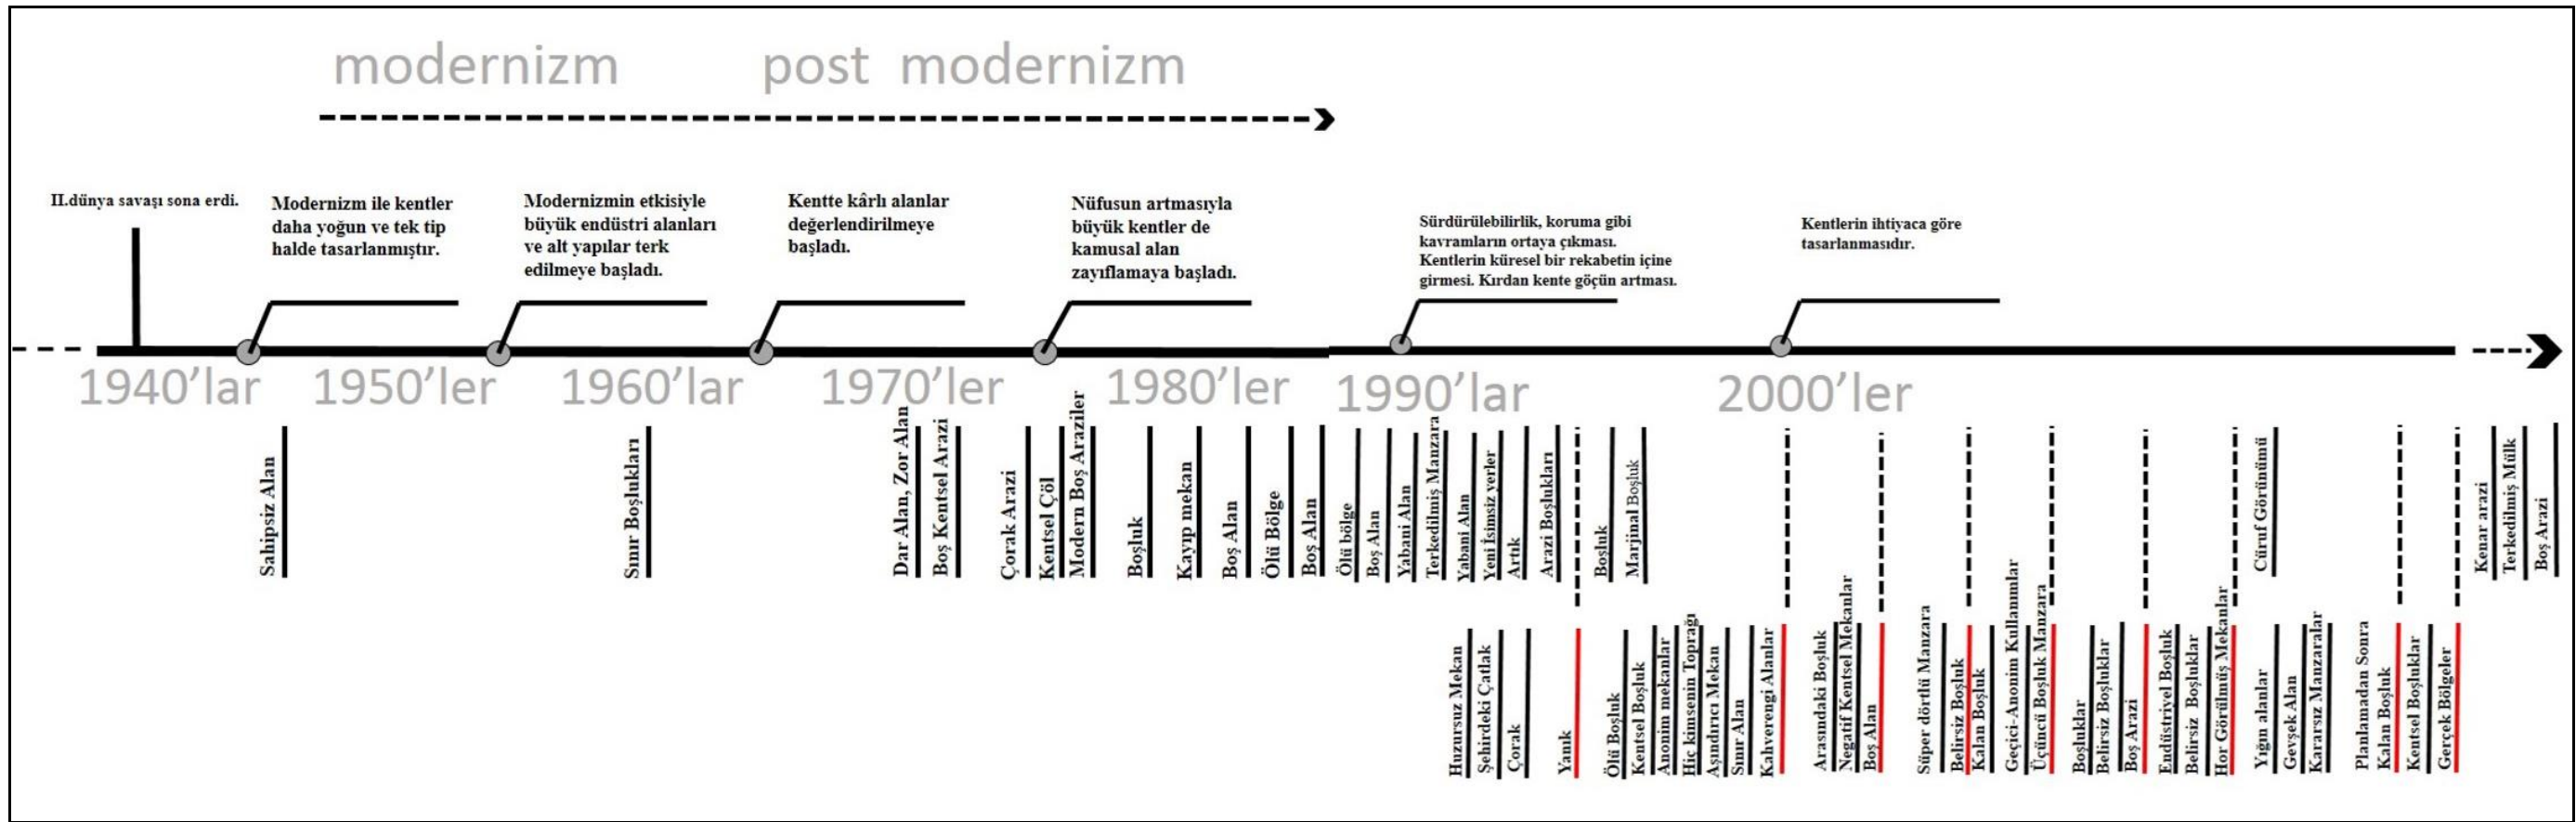 modernizm
post modernizm
II.dünya savaşı sona erdi.
Modernizm ile kentler
daha yoğun ve tek tip
halde tasarlanmıştır.
Modernizmin etkisiyle
büyük endüstri alanları
ve alt yapılar terk
edilmeye başladı.
Kentte kârlı alanlar
değerlendirilmeye
başladı.
Nüfusun artmasıyla
büyük kentler de
kamusal alan
zayıflamaya başladı.
Sürdürülebilirlik, koruma gibi
kavramların ortaya çıkması.
Kentlerin küresel bir rekabetin içine
girmesi. Kırdan kente göçün artması.
Kentlerin ihtiyaca göre
tasarlanmasıdır.
1940’lar
1950’ler
1960’lar
1970’ler
1980’ler
1990’lar
2000’ler
Sahipsiz Alan
Sınır Boşlukları
Dar Alan, Zor Alan
Boş Kentsel Arazi
Çorak Arazi
Kentsel Çöl
Modern Boş Araziler
Boşluk
Kayıp mekan
Boş Alan
Ölü Bölge
Boş Alan
Ölü bölge
Boş Alan
Yabani Alan
Terkedilmiş Manzara
Yabani Alan
Yeni İsimsiz yerler
Artık
Arazi Boşlukları
Boşluk
Marjinal Boşluk
Cüruf Görünümü
Kenar arazi
Terkedilmiş Mülk
Boş Arazi
Huzursuz Mekan
Şehirdeki Çatlak
Çorak
Yanık
Ölü Boşluk
Kentsel Boşluk
Anonim mekanlar
Hiç kimsenin Toprağı
Aşındırıcı Mekan
Sınır Alan
Kahverengi Alanlar
Arasındaki Boşluk
Negatif Kentsel Mekanlar
Boş Alan
Süper dörtlü Manzara
Belirsiz Boşluk
Kalan Boşluk
Geçici-Anonim Kullanımlar
Üçüncü Boşluk Manzara
Boşluklar
Belirsiz Boşluklar
Boş Arazi
Endüstriyel Boşluk
Belirsiz Boşluklar
Hor Görülmüş Mekanlar
Yığın alanlar
Gevşek Alan
Kararsız Manzaralar
Planlamadan Sonra
Kalan Boşluk
Kentsel Boşluklar
Gerçek Bölgeler